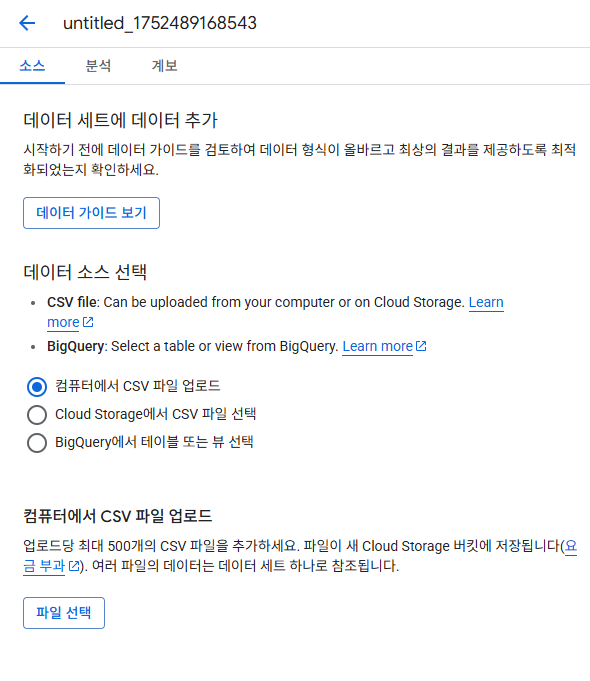 untitled_1752489168543
소스 분석 계보
데이터 세트에 데이터 추가
시작하기 전에 데이터 가이드를 검토하여 데이터 형식이 올바르고 최상의 결과를 제공하도록 최적
화되었는지 확인하세요.
데이터 가이드 보기
데이터 소스 선택
• CSV file: Can be uploaded from your computer or on Cloud Storage. Learn
more
• BigQuery: Select a table or view from BigQuery. Learn more
컴퓨터에서 CSV 파일 업로드
Cloud Storage에서 CSV 파일 선택
BigQuery에서 테이블 또는 뷰 선택
컴퓨터에서 CSV 파일 업로드
업로드당 최대 500개의 CSV 파일을 추가하세요. 파일이 새 Cloud Storage 버킷에 저장됩니다(요
금 부과). 여러 파일의 데이터는 데이터 세트 하나로 참조됩니다.
파일 선택